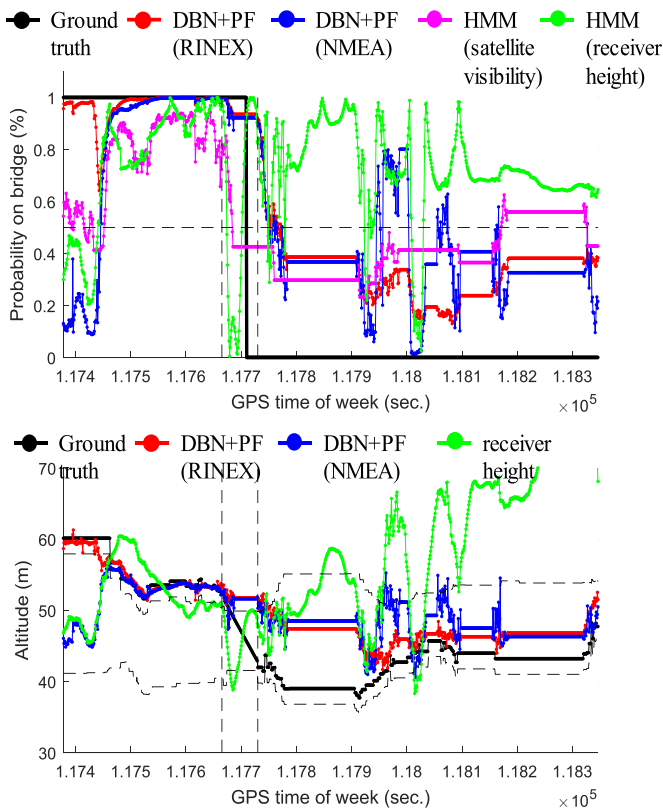 Ground truth
DBN+PF (RINEX)
DBN+PF (NMEA)
HMM (satellite visibility)
HMM (receiver height)
Probability on bridge (%)
1
0.8
0.6
0.4
0.2
0
1.174 1.175 1.176 1.177 1.178 1.179 1.18 1.181 1.182 1.183
GPS time of week (sec.)
× 10^5
Ground truth
DBN+PF (RINEX)
DBN+PF (NMEA)
receiver height
Altitude (m)
70
60
50
40
30
1.174 1.175 1.176 1.177 1.178 1.179 1.18 1.181 1.182 1.183
GPS time of week (sec.)
× 10^5